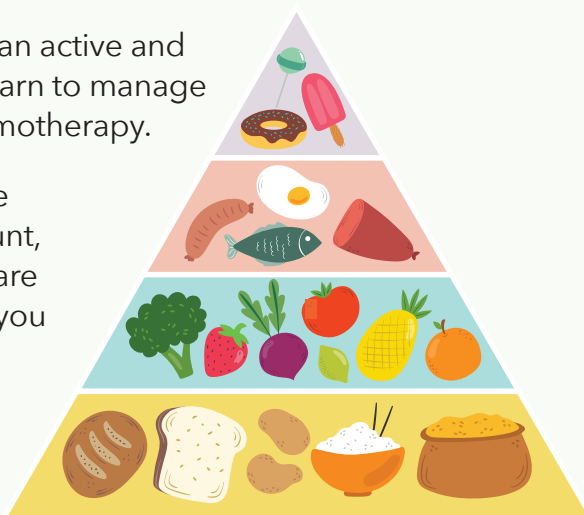 an active and
arn to manage
motherapy.
e
unt,
are
you